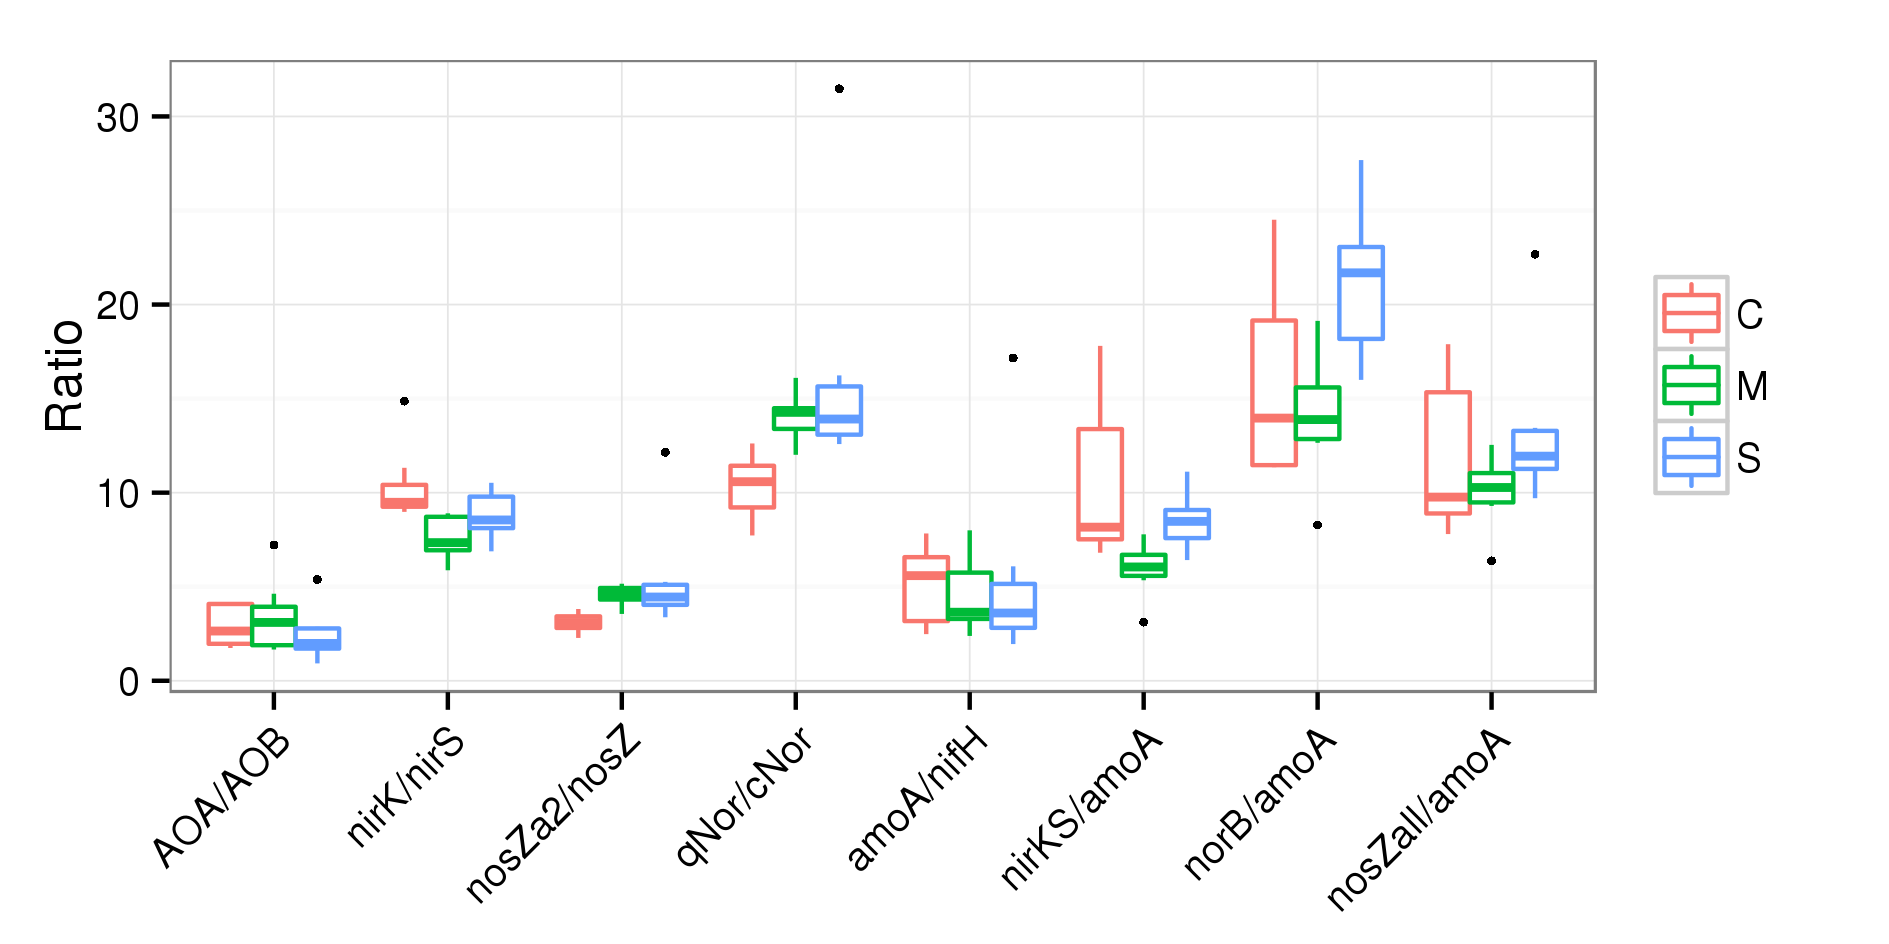 Ratio
30
20
10
0
AOA/AOB
nirK/nirS
nosZa2/nosZ
qNor/cNor
amoA/nifH
nirKS/amoA
norB/amoA
nosZall/amoA
C
M
S